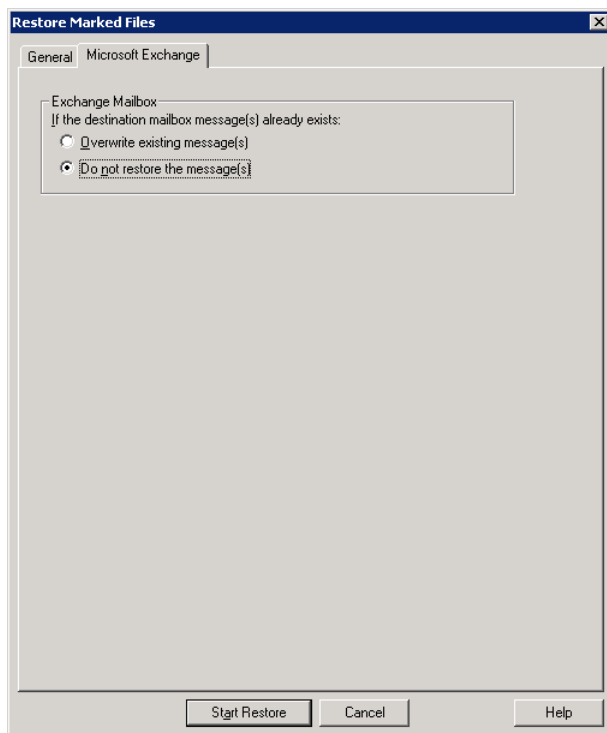 Restore Marked Files
General
Microsoft Exchange
Exchange Mailbox
If the destination mailbox message(s) already exists:
Overwrite existing message(s)
Do not restore the message(s)
Start Restore
Cancel
Help